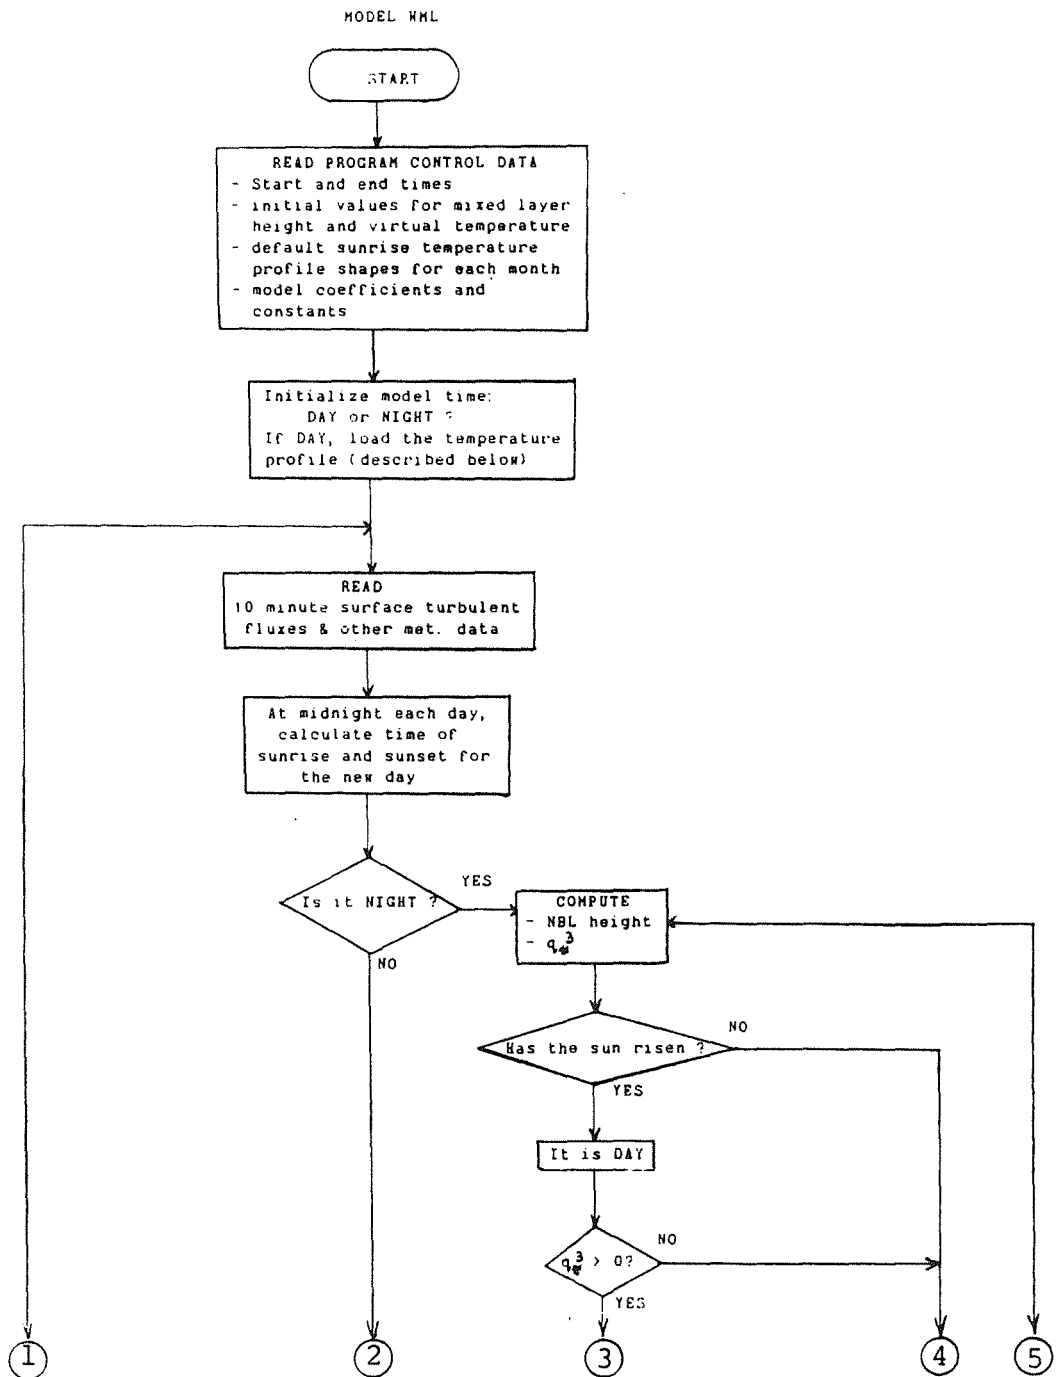 MODEL WML
START
READ PROGRAM CONTROL DATA
- Start and end times
- initial values for mixed layer
height and virtual temperature
- default sunrise temperature
profile shapes for each month
- model coefficients and
constants
Initialize model time:
DAY or NIGHT ?
If DAY, load the temperature
profile (described below)
READ
10 minute surface turbulent
fluxes & other met. data
At midnight each day,
calculate time of
sunrise and sunset for
the new day
Is it NIGHT ?
YES
NO
COMPUTE
- NBL height
- q*³
Has the sun risen ?
NO
YES
It is DAY
q*³ > 0?
NO
YES
1
2
3
4
5